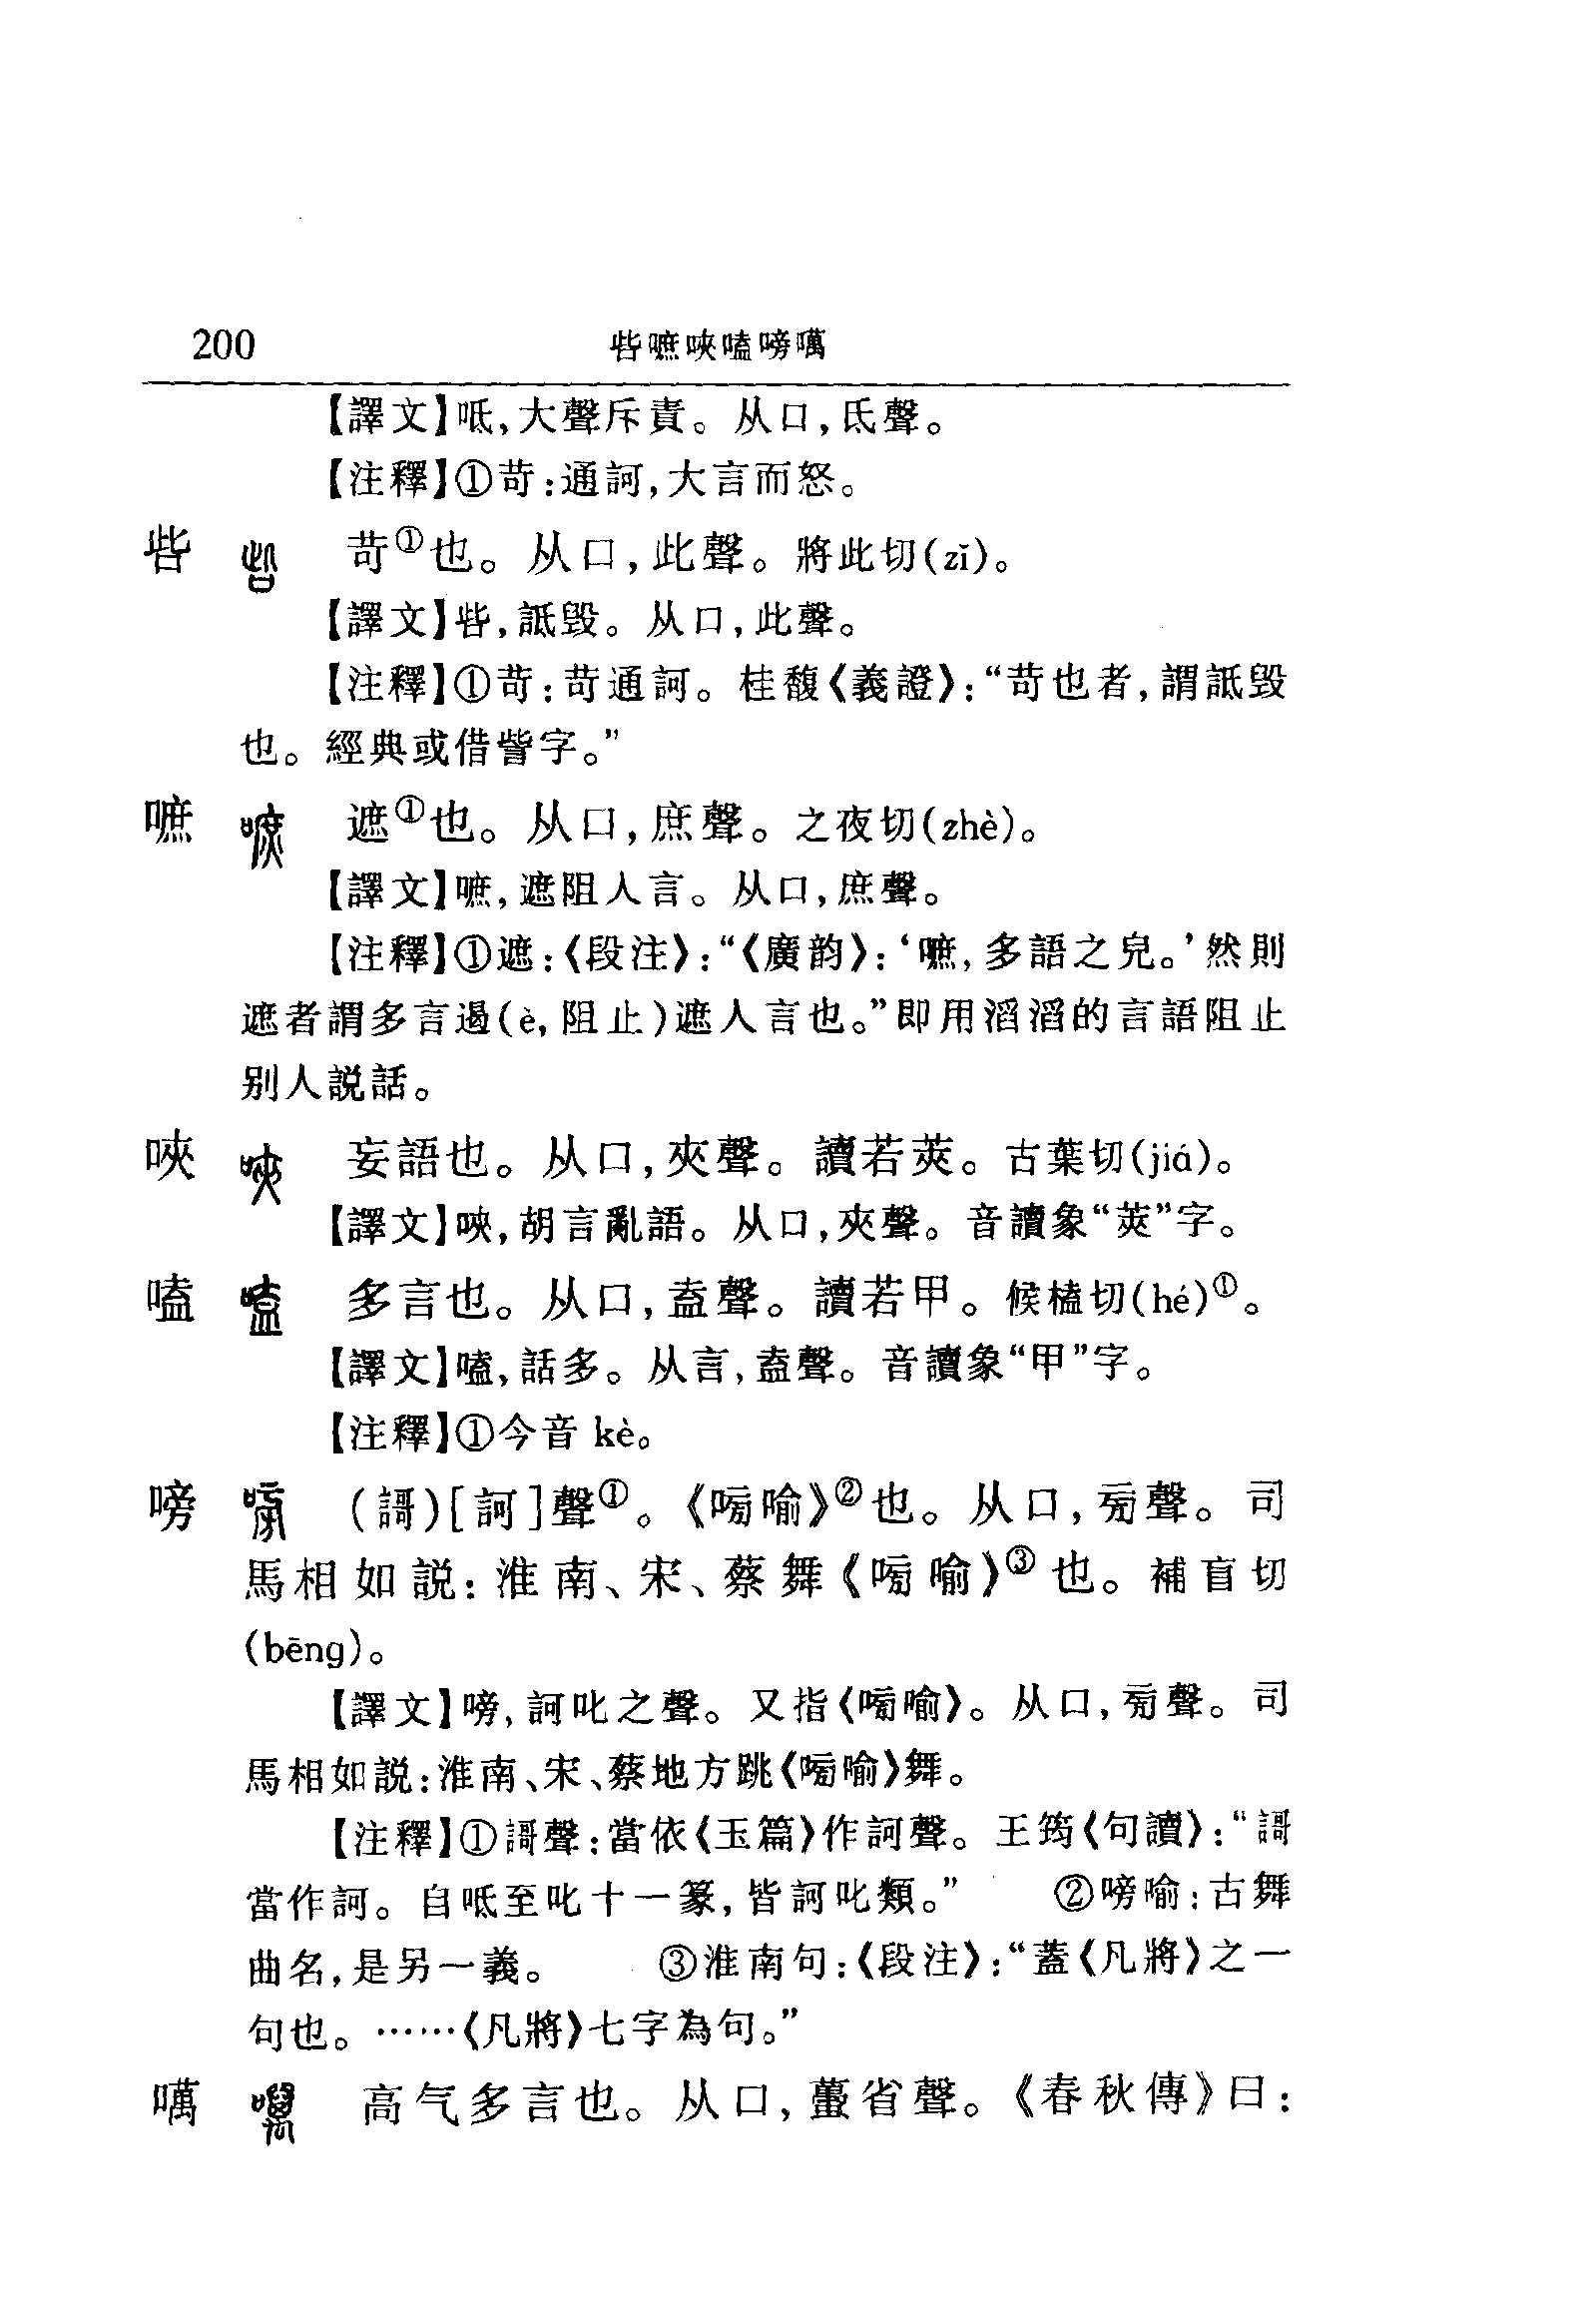 200 呰嗻唊嗑嗙噧
【譯文】呧,大聲斥責。从口,氐聲。
【注釋】①苛:通訶,大言而怒。
呰 苛①也。从口,此聲。將此切(zǐ)。
【譯文】呰,詆毀。从口,此聲。
【注釋】①苛:苛通訶。桂馥《義證》:“苛也者,謂詆毀
也。經典或借訾字。”
嗻 遮①也。从口,庶聲。之夜切(zhè)。
【譯文】嗻,遮阻人言。从口,庶聲。
【注釋】①遮:《段注》:“《廣韵》:‘嗻,多語之皃。’然則
遮者謂多言遏(è,阻止)遮人言也。”即用滔滔的言語阻止
别人説話。
唊 妄語也。从口,夾聲。讀若莢。古葉切(jiá)。
【譯文】唊,胡言亂語。从口,夾聲。音讀象“莢”字。
嗑 多言也。从口,盍聲。讀若甲。候榼切(hé)①。
【譯文】嗑,話多。从言,盍聲。音讀象“甲”字。
【注釋】①今音 kè。
嗙 (謌)[訶]聲①。《嗙喻》②也。从口,㫄聲。司
馬相如説:淮南、宋、蔡舞《嗙喻》③也。補盲切
(bēng)。
【譯文】嗙,訶叱之聲。又指《嗙喻》。从口,㫄聲。司
馬相如説:淮南、宋、蔡地方跳《嗙喻》舞。
【注釋】①謌聲:當依《玉篇》作訶聲。王筠《句讀》:“謌
當作訶。自呧至叱十一篆,皆訶叱類。” ②嗙喻:古舞
曲名,是另一義。 ③淮南句:《段注》:“蓋《凡將》之一
句也。……《凡將》七字為句。”
噧 高气多言也。从口,蠆省聲。《春秋傳》曰: